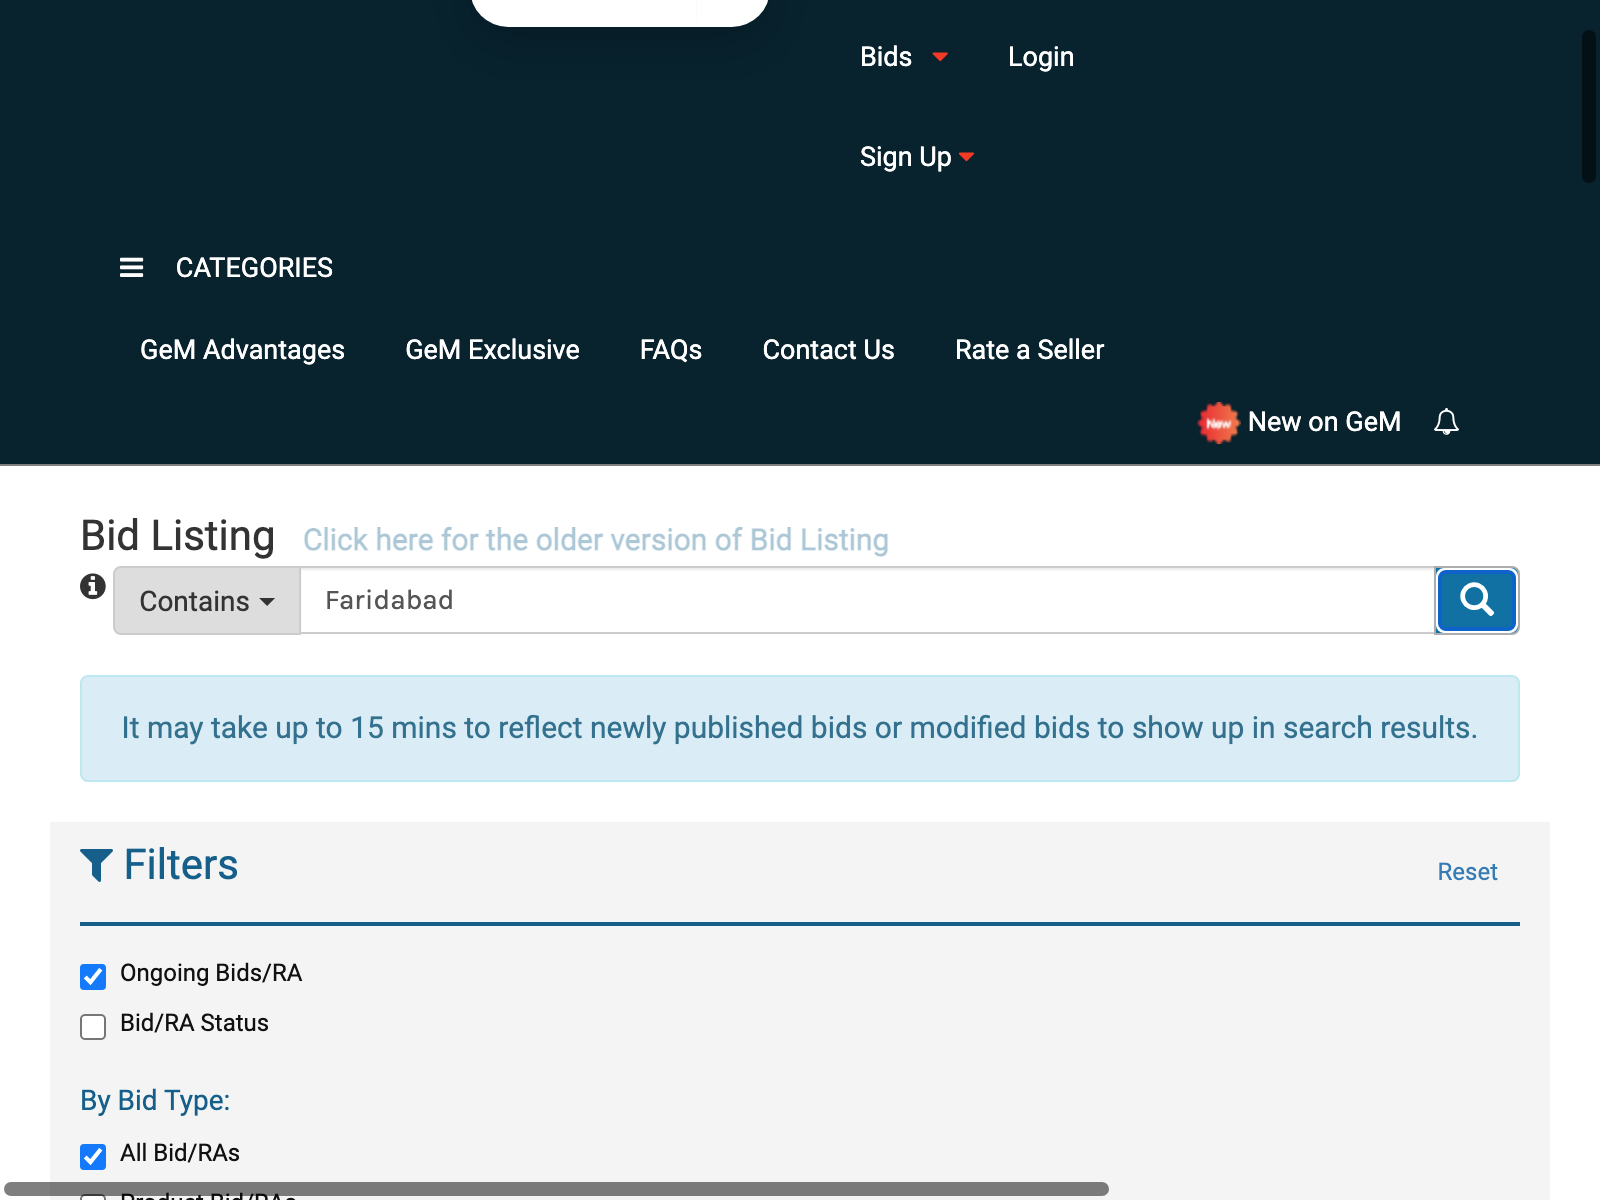 Bids
Login
Sign Up
CATEGORIES
GeM Advantages
GeM Exclusive
FAQs
Contact Us
Rate a Seller
New
New on GeM
Bid Listing
Click here for the older version of Bid Listing
Contains
Faridabad
It may take up to 15 mins to reflect newly published bids or modified bids to show up in search results.
Filters
Reset
Ongoing Bids/RA
Bid/RA Status
By Bid Type:
All Bid/RAs
Product Bid/RAs